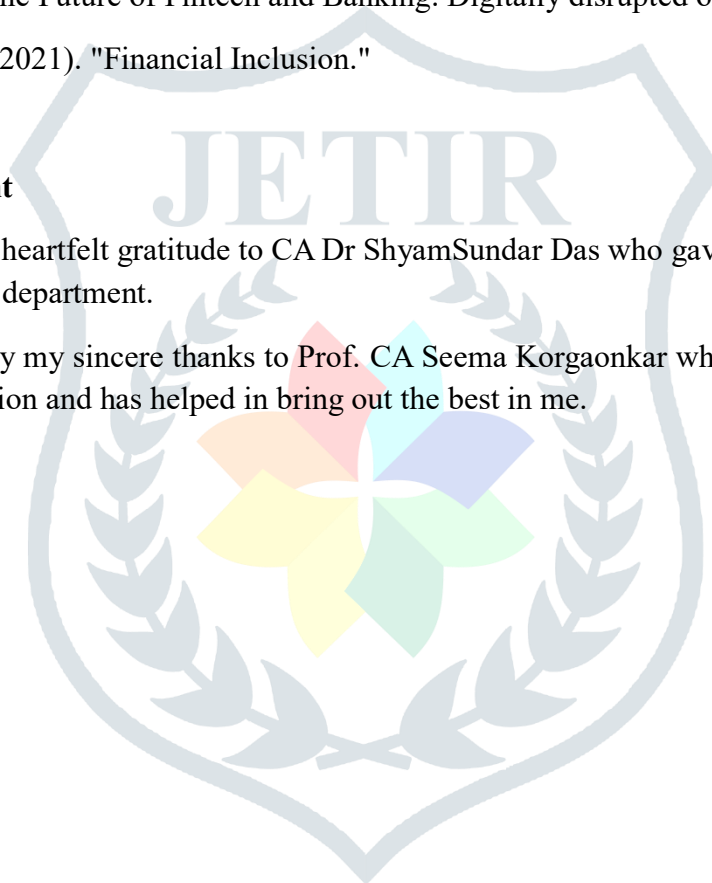 he Future of Fintech and Banking: Digitally disrupted o
2021). "Financial Inclusion."
JETIR
nt
heartfelt gratitude to CA Dr ShyamSundar Das who gav
department.
y my sincere thanks to Prof. CA Seema Korgaonkar wh
ion and has helped in bring out the best in me.